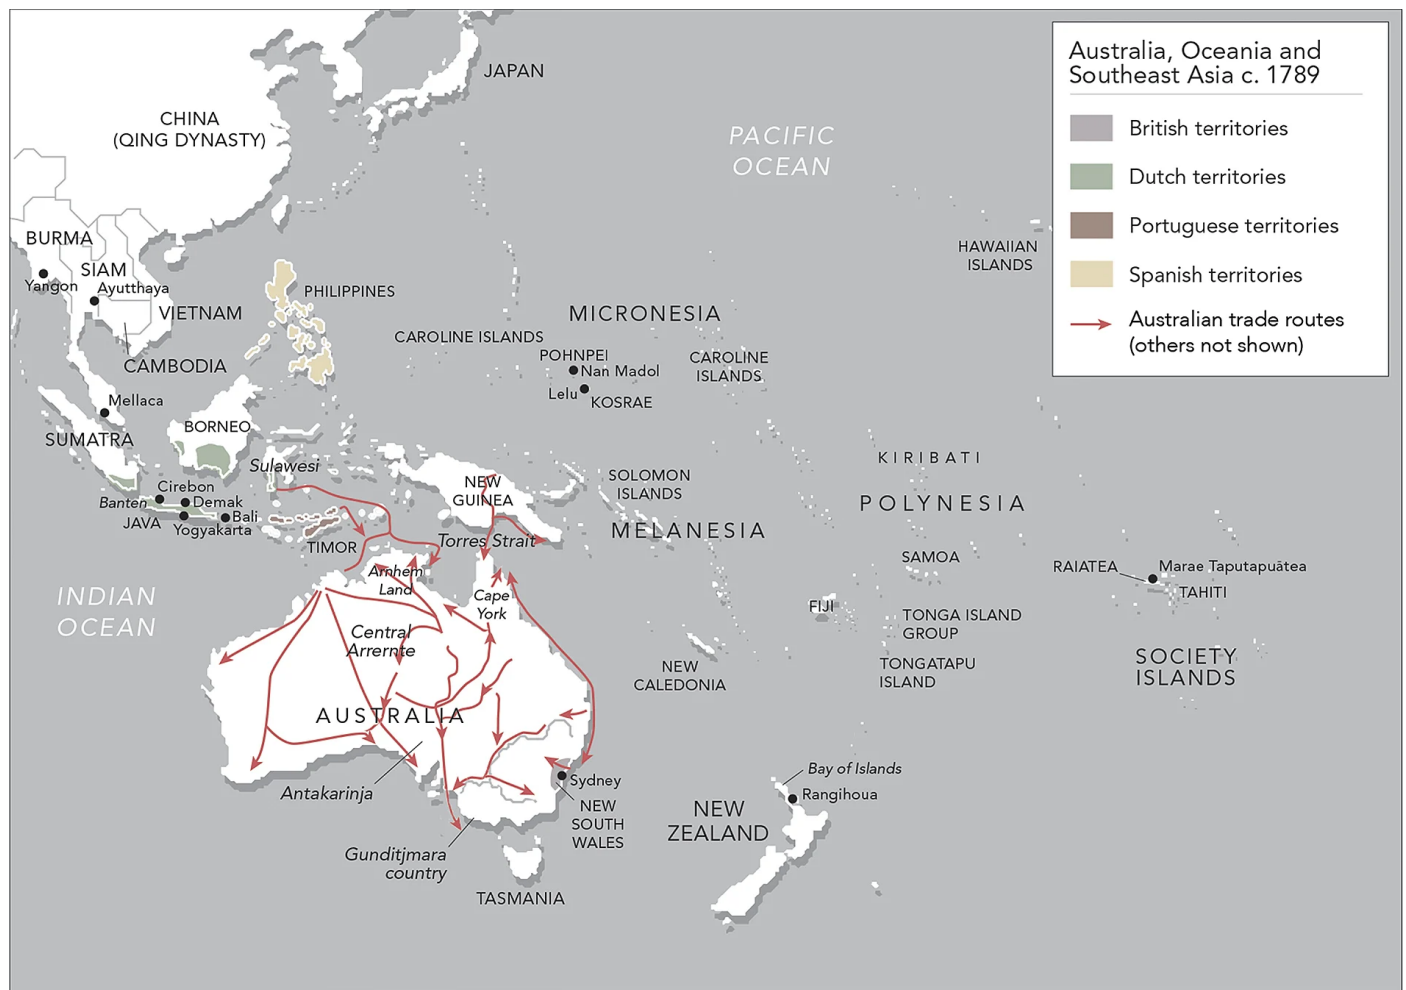 Australia, Oceania and
Southeast Asia c. 1789
British territories
Dutch territories
Portuguese territories
Spanish territories
Australian trade routes
(others not shown)
JAPAN
CHINA
(QING DYNASTY)
PACIFIC
OCEAN
HAWAIIAN
ISLANDS
BURMA
SIAM
Yangon
Ayutthaya
VIETNAM
CAMBODIA
PHILIPPINES
MICRONESIA
CAROLINE ISLANDS
POHNPEI
Nan Madol
CAROLINE
ISLANDS
Lelu
KOSRAE
Mellaca
BORNEO
SUMATRA
Sulawesi
KIRIBATI
Cirebon
Banten
Demak
JAVA
Bali
Yogyakarta
NEW
GUINEA
SOLOMON
ISLANDS
POLYNESIA
MELANESIA
TIMOR
Torres Strait
SAMOA
RAIATEA
Marae Taputapuātea
TAHITI
Arnhem
Land
Cape
York
INDIAN
OCEAN
FIJI
TONGA ISLAND
GROUP
Central
Arrernte
NEW
CALEDONIA
TONGATAPU
ISLAND
SOCIETY
ISLANDS
AUSTRALIA
Antakarinja
Sydney
NEW
SOUTH
WALES
Bay of Islands
Rangihoua
NEW
ZEALAND
Gunditjmara
country
TASMANIA